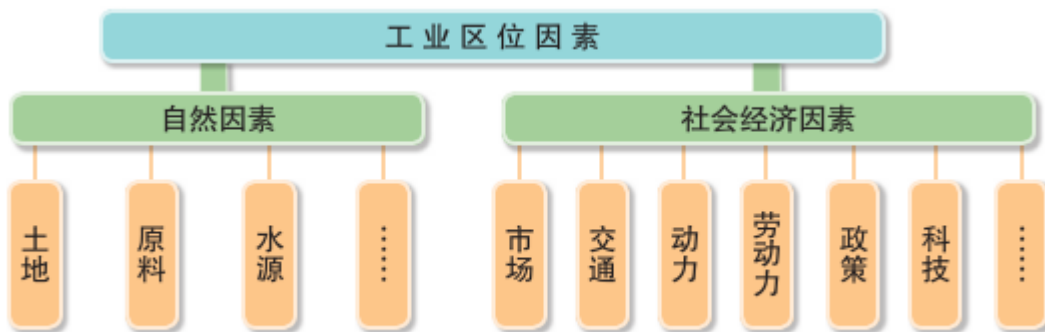 工业区位因素
自然因素
社会经济因素
土地
原料
水源
……
市场
交通
动力
劳动力
政策
科技
……